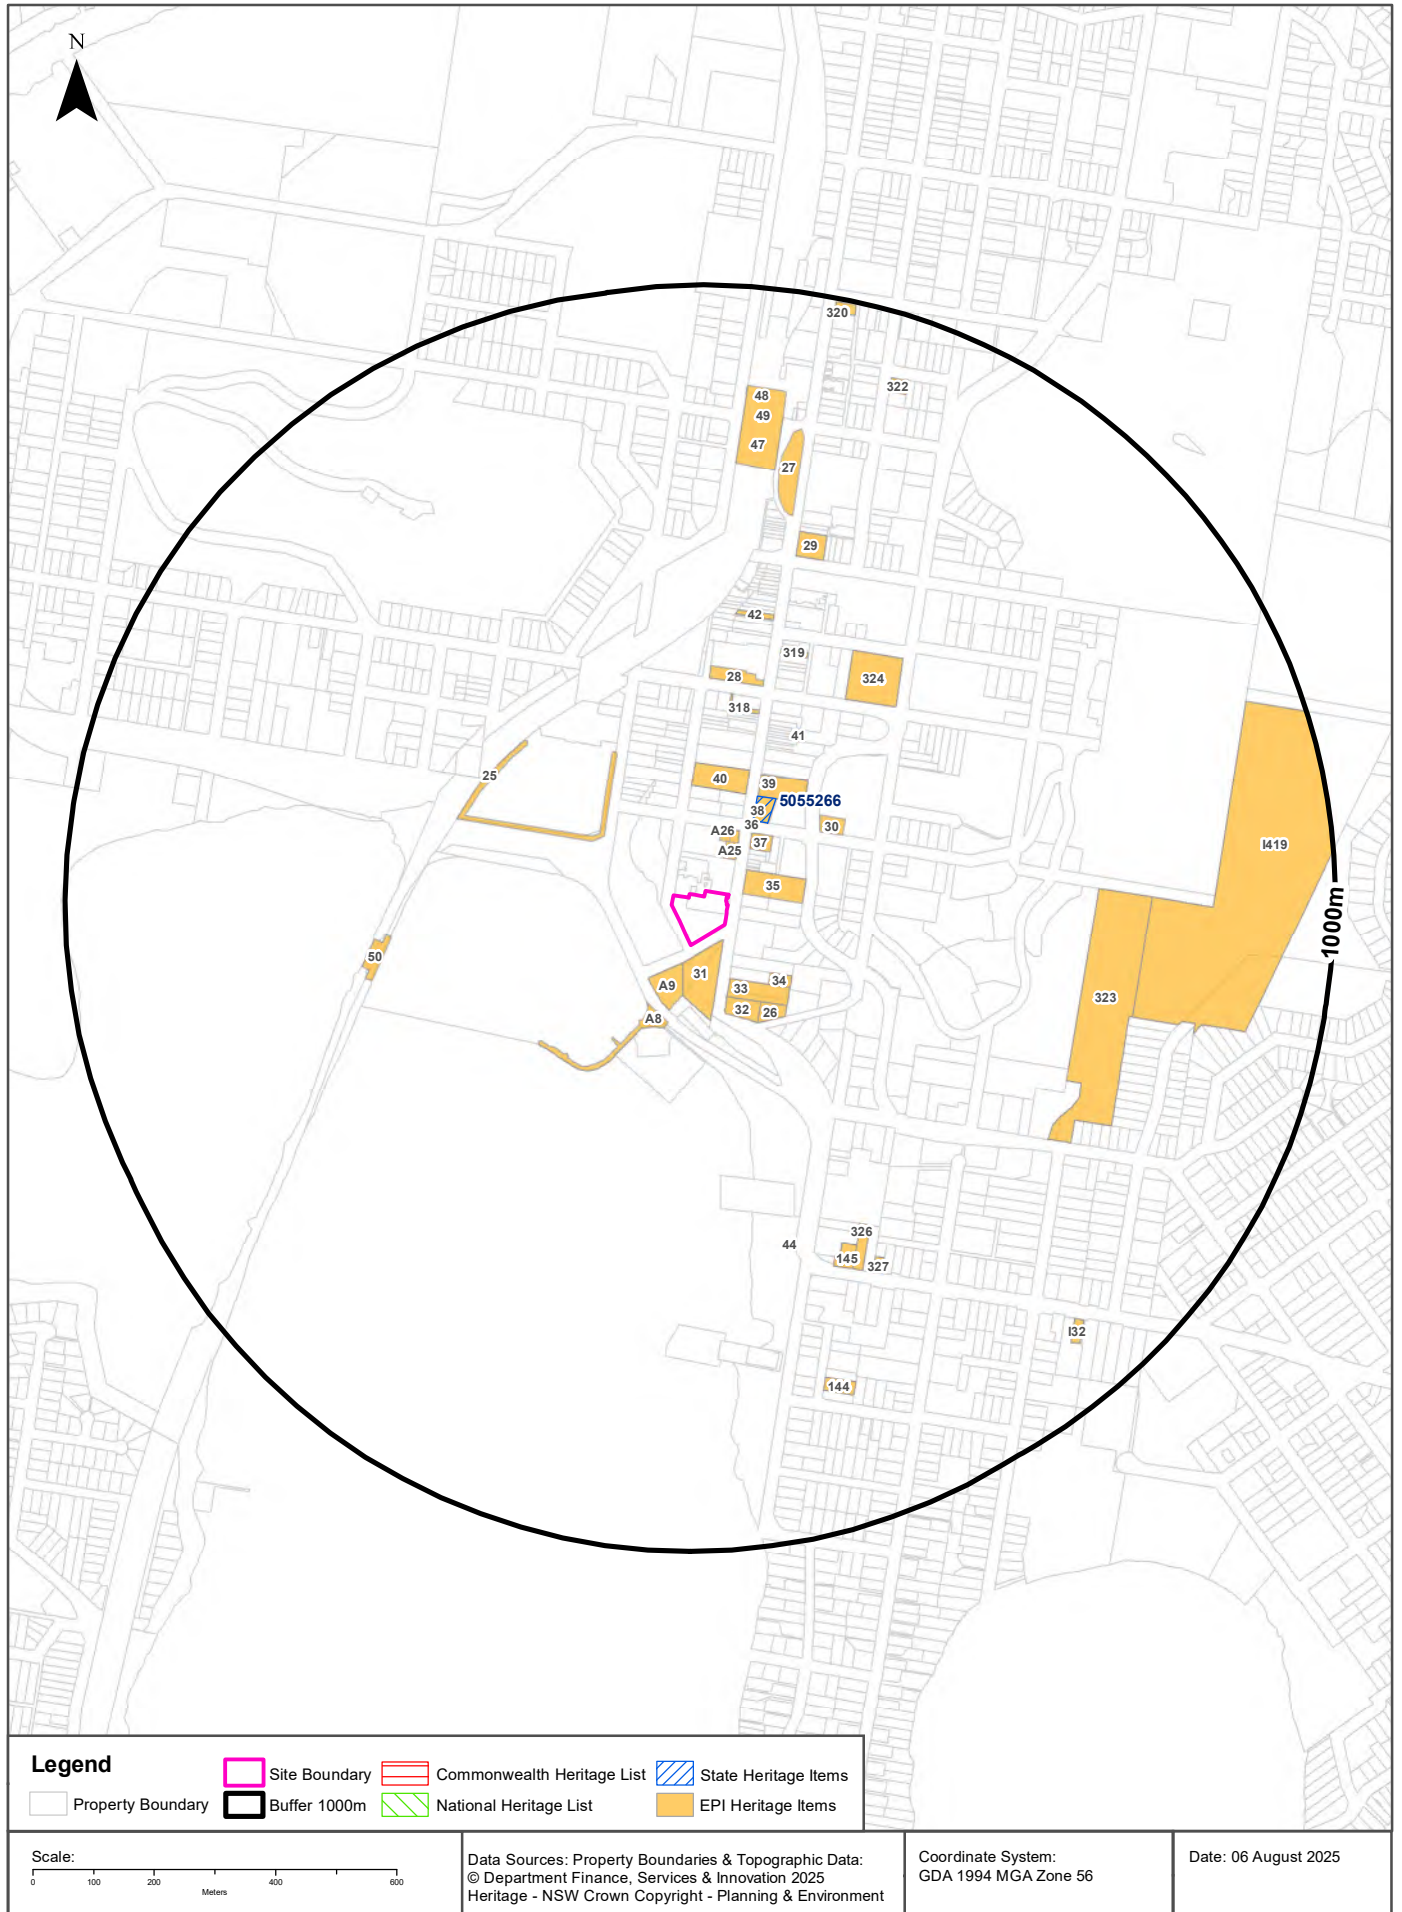 N
320
322
48
49
47
27
29
42
319
28
324
318
41
25
40
39
5055266
38
36
30
A26
37
A25
I419
35
1000m
50
31
A9
34
33
323
32
26
A8
326
44
145
327
I32
144
Legend
Site Boundary
Commonwealth Heritage List
State Heritage Items
Property Boundary
Buffer 1000m
National Heritage List
EPI Heritage Items
Scale:
0 100 200 400 600
Meters
Data Sources: Property Boundaries & Topographic Data:
© Department Finance, Services & Innovation 2025
Heritage - NSW Crown Copyright - Planning & Environment
Coordinate System:
GDA 1994 MGA Zone 56
Date: 06 August 2025